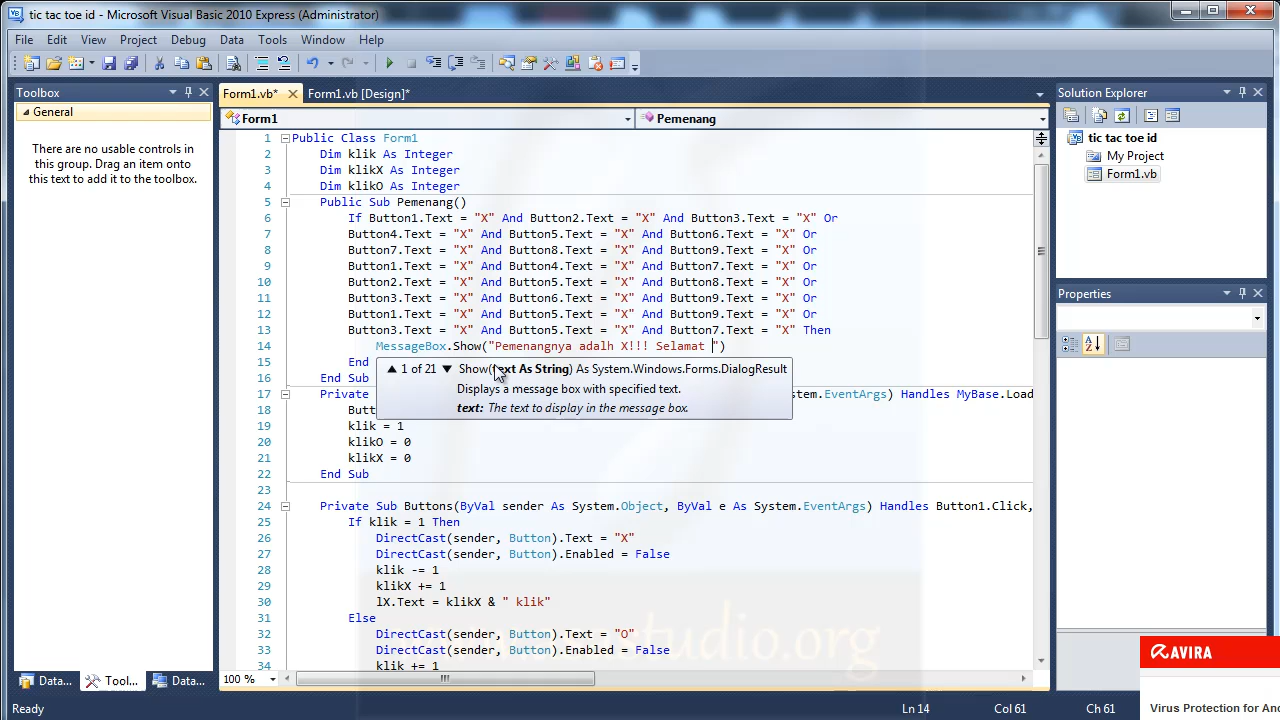 tic tac toe id - Microsoft Visual Basic 2010 Express (Administrator)
File Edit View Project Debug Data Tools Window Help
Toolbox
General
There are no usable controls in
this group. Drag an item onto
this text to add it to the toolbox.
Data...
Tool...
Data...
Form1.vb*
Form1.vb [Design]*
Form1
Pemenang
1 Public Class Form1
2 Dim klik As Integer
3 Dim klikX As Integer
4 Dim klikO As Integer
5 Public Sub Pemenang()
6 If Button1.Text = "X" And Button2.Text = "X" And Button3.Text = "X" Or
7 Button4.Text = "X" And Button5.Text = "X" And Button6.Text = "X" Or
8 Button7.Text = "X" And Button8.Text = "X" And Button9.Text = "X" Or
9 Button1.Text = "X" And Button4.Text = "X" And Button7.Text = "X" Or
10 Button2.Text = "X" And Button5.Text = "X" And Button8.Text = "X" Or
11 Button3.Text = "X" And Button6.Text = "X" And Button9.Text = "X" Or
12 Button1.Text = "X" And Button5.Text = "X" And Button9.Text = "X" Or
13 Button3.Text = "X" And Button5.Text = "X" And Button7.Text = "X" Then
14 MessageBox.Show("Pemenangnya adalh X!!! Selamat ")
15 End
16 End Sub
17 Private System.EventArgs) Handles MyBase.Load
18 Butt
19 klik = 1
20 klikO = 0
21 klikX = 0
22 End Sub
23
24 Private Sub Buttons(ByVal sender As System.Object, ByVal e As System.EventArgs) Handles Button1.Click,
25 If klik = 1 Then
26 DirectCast(sender, Button).Text = "X"
27 DirectCast(sender, Button).Enabled = False
28 klik -= 1
29 klikX += 1
30 lX.Text = klikX & " klik"
31 Else
32 DirectCast(sender, Button).Text = "O"
33 DirectCast(sender, Button).Enabled = False
34 klik += 1
1 of 21 Show(text As String) As System.Windows.Forms.DialogResult
Displays a message box with specified text.
text: The text to display in the message box.
100 %
Solution Explorer
tic tac toe id
My Project
Form1.vb
Properties
AVIRA
Virus Protection for And
studio.org
Ready
Ln 14
Col 61
Ch 61